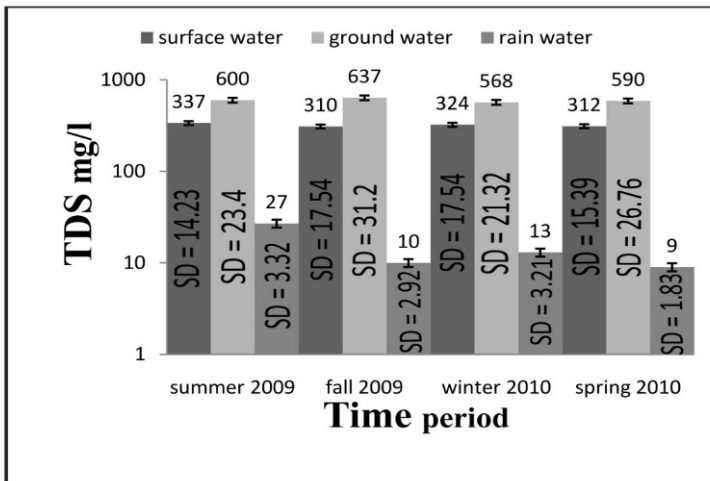 surface water ground water rain water
1000
100
10
1
TDS mg/l
337 600 27
310 637 10
324 568 13
312 590 9
SD = 14.23
SD = 23.4
SD = 3.32
SD = 17.54
SD = 31.2
SD = 2.92
SD = 17.54
SD = 21.32
SD = 3.21
SD = 15.39
SD = 26.76
SD = 1.83
summer 2009 fall 2009 winter 2010 spring 2010
Time period